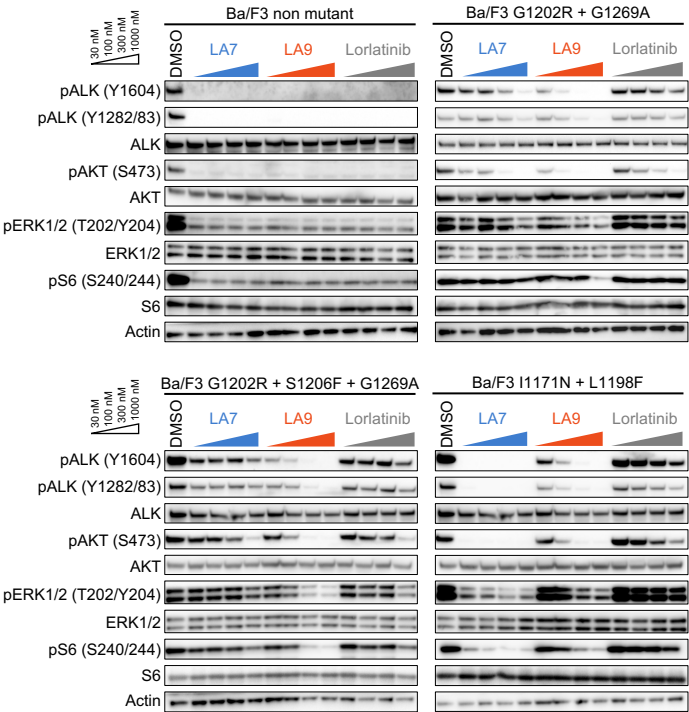 Ba/F3 non mutant
Ba/F3 G1202R + G1269A
30 nM
100 nM
300 nM
1000 nM
DMSO
LA7
LA9
Lorlatinib
DMSO
LA7
LA9
Lorlatinib
pALK (Y1604)
pALK (Y1282/83)
ALK
pAKT (S473)
AKT
pERK1/2 (T202/Y204)
ERK1/2
pS6 (S240/244)
S6
Actin
Ba/F3 G1202R + S1206F + G1269A
Ba/F3 I1171N + L1198F
30 nM
100 nM
300 nM
1000 nM
DMSO
LA7
LA9
Lorlatinib
DMSO
LA7
LA9
Lorlatinib
pALK (Y1604)
pALK (Y1282/83)
ALK
pAKT (S473)
AKT
pERK1/2 (T202/Y204)
ERK1/2
pS6 (S240/244)
S6
Actin